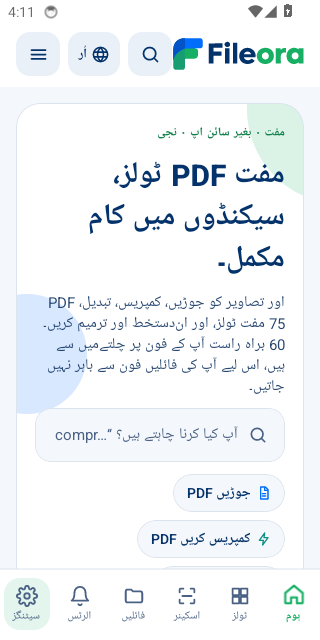 4:11
Fileora
اُر
مفت · بغیر سائن اپ · نجی
مفت PDF ٹولز،
سیکنڈوں میں کام
مکمل۔
اور تصاویر کو جوڑیں، کمپریس، تبدیل، PDF
75 مفت ٹولز، اور ان‌دستخط اور ترمیم کریں۔
60 براہ راست آپ کے فون پر چلتےمیں سے
ہیں، اس لیے آپ کی فائلیں فون سے باہر نہیں
جاتیں۔
آپ کیا کرنا چاہتے ہیں؟ “compr…
جوڑیں PDF
کمپریس کریں PDF
ہوم
ٹولز
اسکینر
فائلیں
الرٹس
سیٹنگز